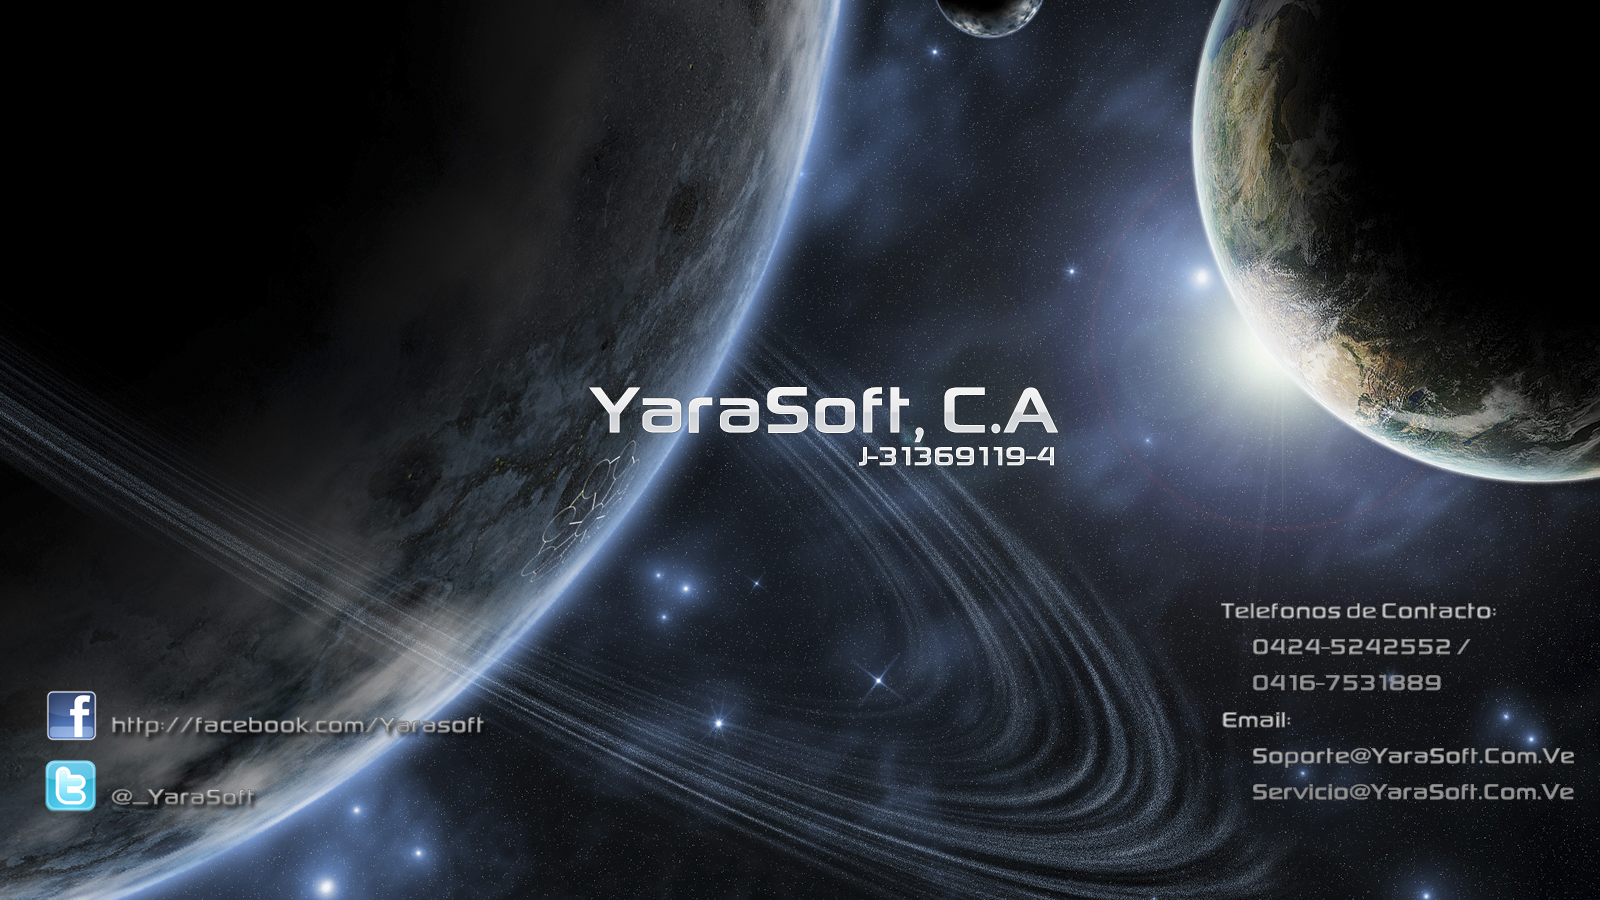 YaraSoft, C.A
J-31369119-4
Telefonos de Contacto:
0424-5242552 /
0416-7531889
Email:
Soporte@YaraSoft.Com.Ve
Servicio@YaraSoft.Com.Ve
http://facebook.com/Yarasoft
@_YaraSoft